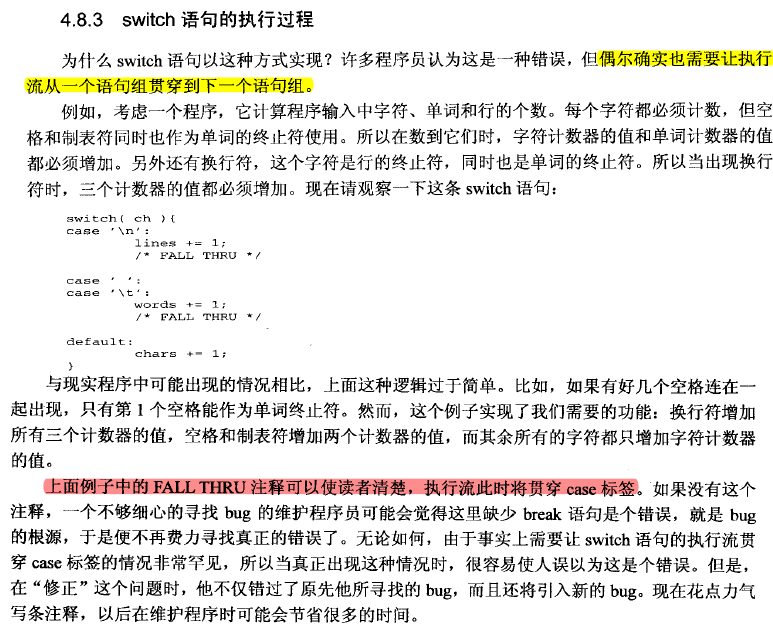 4.8.3 switch 语句的执行过程
为什么 switch 语句以这种方式实现？许多程序员认为这是一种错误，但偶尔确实也需要让执行
流从一个语句组贯穿到下一个语句组。
例如，考虑一个程序，它计算程序输入中字符、单词和行的个数。每个字符都必须计数，但空
格和制表符同时也作为单词的终止符使用。所以在数到它们时，字符计数器的值和单词计数器的值
都必须增加。另外还有换行符，这个字符是行的终止符，同时也是单词的终止符。所以当出现换行
符时，三个计数器的值都必须增加。现在请观察一下这条 switch 语句：
switch( ch ){
case '\n':
lines += 1;
/* FALL THRU */
case ' ':
case '\t':
words += 1;
/* FALL THRU */
default:
chars += 1;
}
与现实程序中可能出现的情况相比，上面这种逻辑过于简单。比如，如果有好几个空格连在一
起出现，只有第 1 个空格能作为单词终止符。然而，这个例子实现了我们需要的功能：换行符增加
所有三个计数器的值，空格和制表符增加两个计数器的值，而其余所有的字符都只增加字符计数器
的值。
上面例子中的 FALL THRU 注释可以使读者清楚，执行流此时将贯穿 case 标签。如果没有这个
注释，一个不够细心的寻找 bug 的维护程序员可能会觉得这里缺少 break 语句是个错误，就是 bug
的根源，于是便不再费力寻找真正的错误了。无论如何，由于事实上需要让 switch 语句的执行流贯
穿 case 标签的情况非常罕见，所以当真正出现这种情况时，很容易使人误以为这是个错误。但是，
在“修正”这个问题时，他不仅错过了原先他所寻找的 bug，而且还将引入新的 bug。现在花点力气
写条注释，以后在维护程序时可能会节省很多的时间。